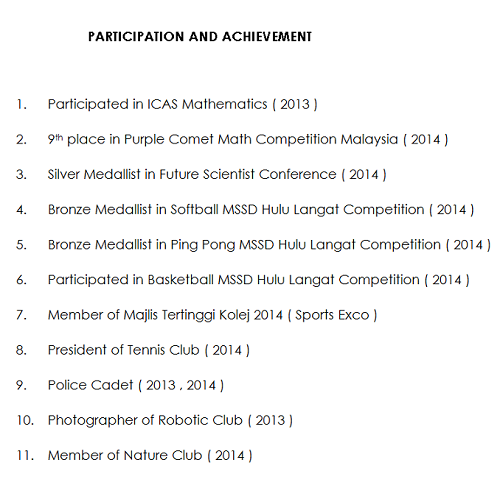 PARTICIPATION AND ACHIEVEMENT
1. Participated in ICAS Mathematics ( 2013 )
2. 9th place in Purple Comet Math Competition Malaysia ( 2014 )
3. Silver Medallist in Future Scientist Conference ( 2014 )
4. Bronze Medallist in Softball MSSD Hulu Langat Competition ( 2014 )
5. Bronze Medallist in Ping Pong MSSD Hulu Langat Competition ( 2014 )
6. Participated in Basketball MSSD Hulu Langat Competition ( 2014 )
7. Member of Majlis Tertinggi Kolej 2014 ( Sports Exco )
8. President of Tennis Club ( 2014 )
9. Police Cadet ( 2013 , 2014 )
10. Photographer of Robotic Club ( 2013 )
11. Member of Nature Club ( 2014 )